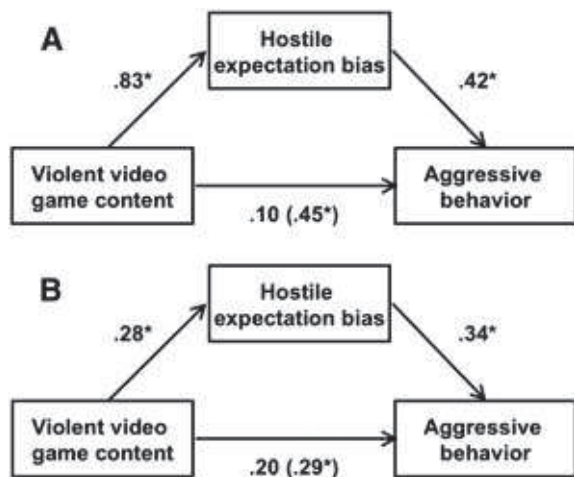 A
Hostile
expectation bias
.83*
.42*
Violent video
game content
Aggressive
behavior
.10 (.45*)
B
Hostile
expectation bias
.28*
.34*
Violent video
game content
Aggressive
behavior
.20 (.29*)